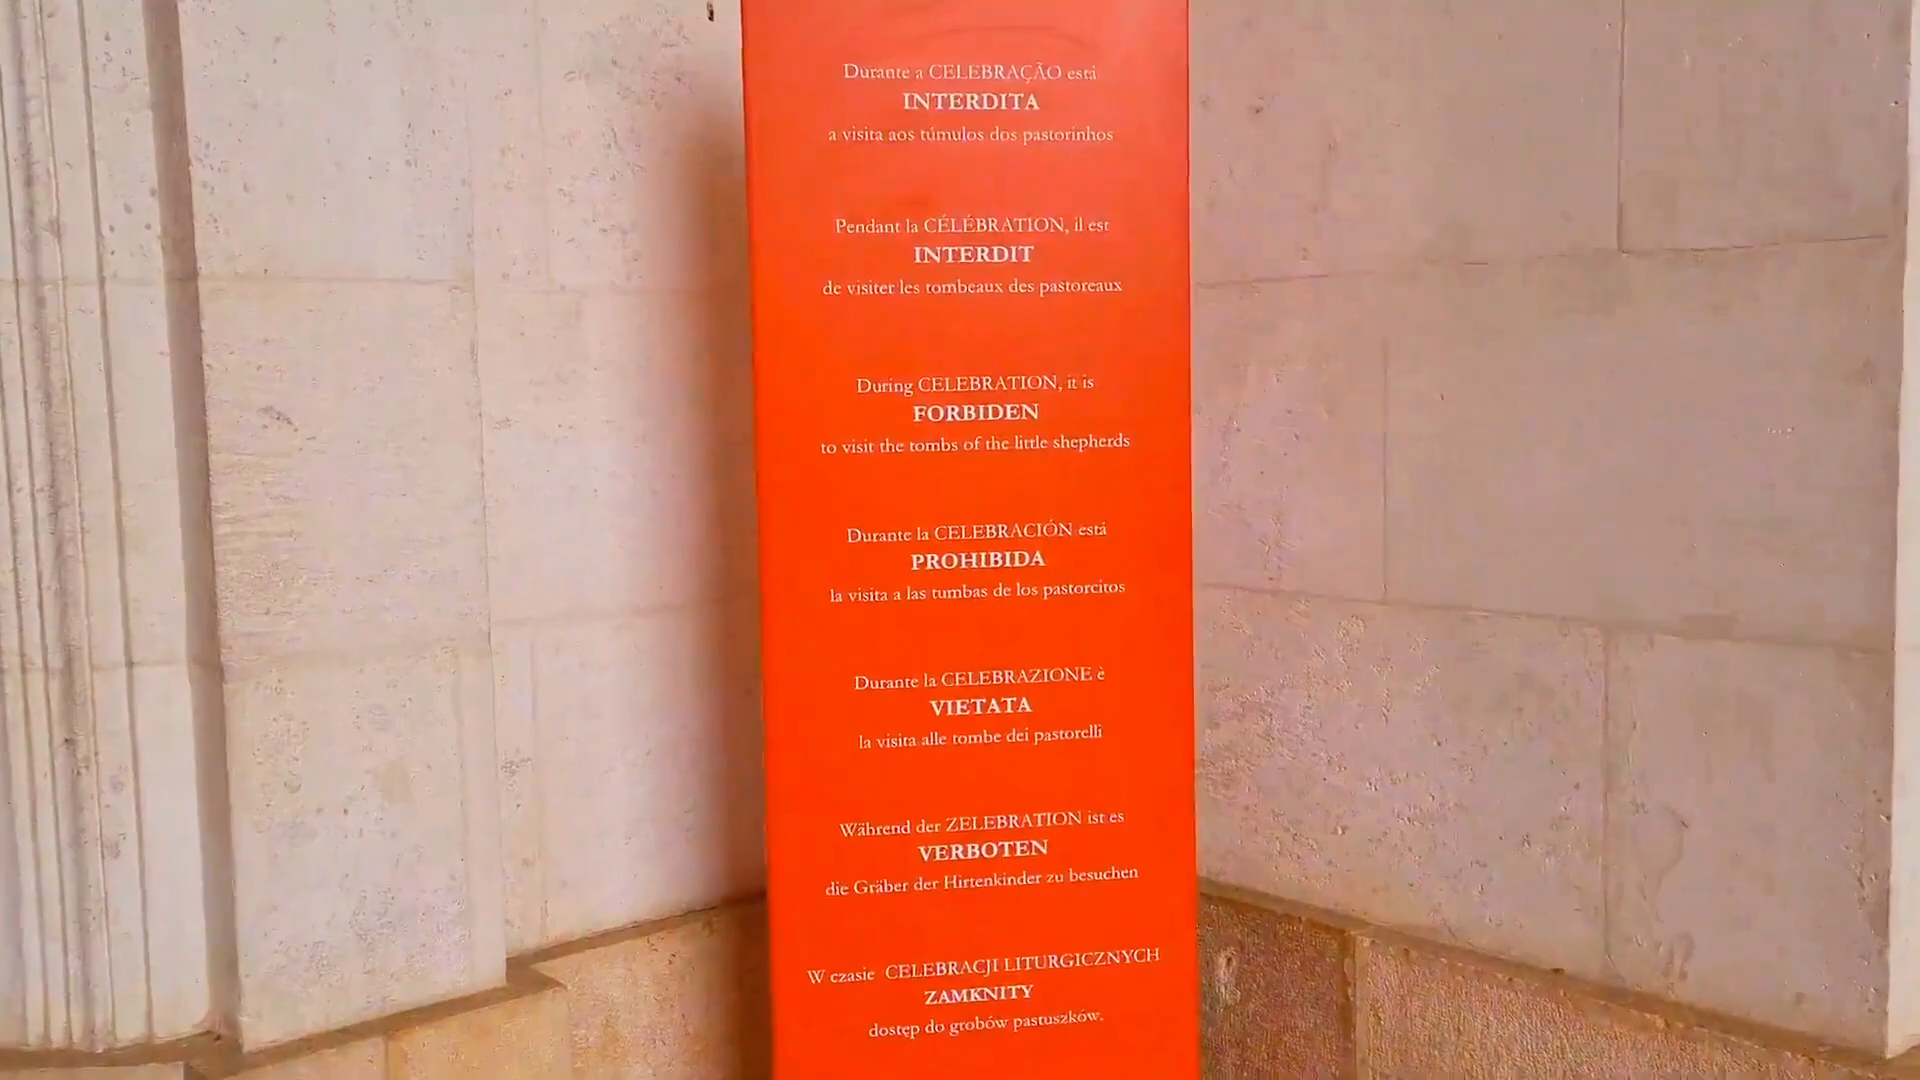 Durante a CELEBRAÇÃO está
INTERDITA
a visita aos túmulos dos pastorinhos
Pendant la CÉLÉBRATION, il est
INTERDIT
de visiter les tombeaux des pastoreaux
During CELEBRATION, it is
FORBIDEN
to visit the tombs of the little shepherds
Durante la CELEBRACIÓN está
PROHIBIDA
la visita a las tumbas de los pastorcitos
Durante la CELEBRAZIONE è
VIETATA
la visita alle tombe dei pastorelli
Während der ZELEBRATION ist es
VERBOTEN
die Gräber der Hirtenkinder zu besuchen
W czasie CELEBRACJI LITURGICZNYCH
ZAMKNITY
dostęp do grobów pastuszków.